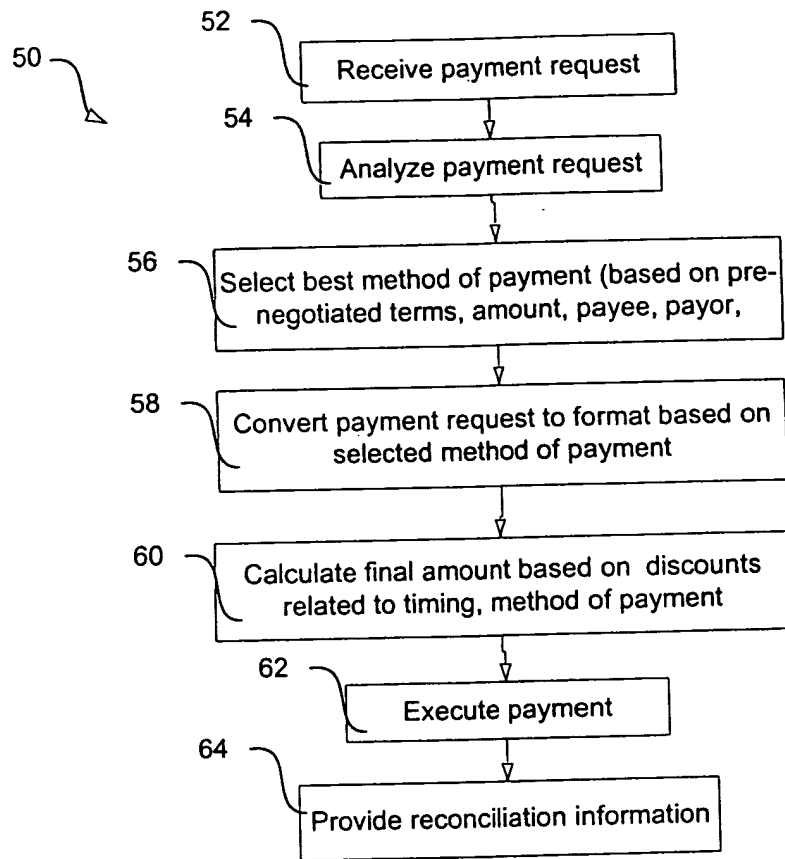 50
52
Receive payment request
54
Analyze payment request
56
Select best method of payment (based on pre-
negotiated terms, amount, payee, payor,
58
Convert payment request to format based on
selected method of payment
60
Calculate final amount based on discounts
related to timing, method of payment
62
Execute payment
64
Provide reconciliation information